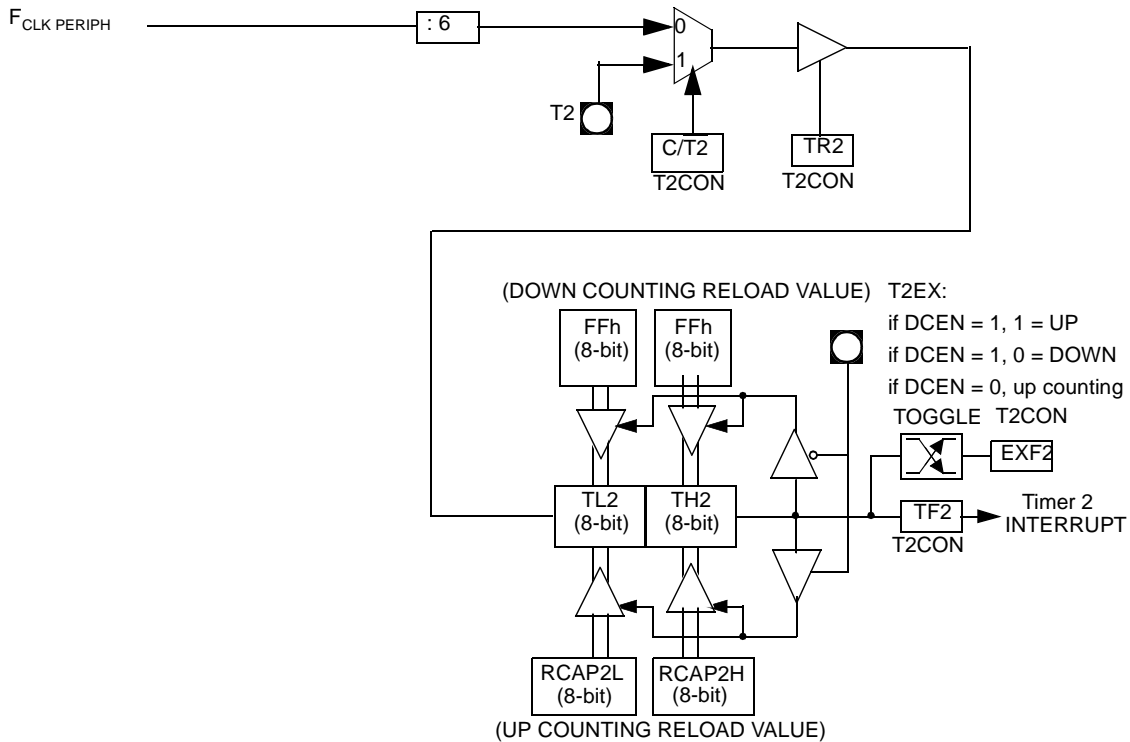 FCLK PERIPH
: 6
0
1
T2
C/T2
TR2
T2CON
T2CON
(DOWN COUNTING RELOAD VALUE)
T2EX:
if DCEN = 1, 1 = UP
if DCEN = 1, 0 = DOWN
if DCEN = 0, up counting
FFh
(8-bit)
FFh
(8-bit)
TOGGLE
T2CON
EXF2
TL2
(8-bit)
TH2
(8-bit)
TF2
T2CON
Timer 2
INTERRUPT
RCAP2L
(8-bit)
RCAP2H
(8-bit)
(UP COUNTING RELOAD VALUE)